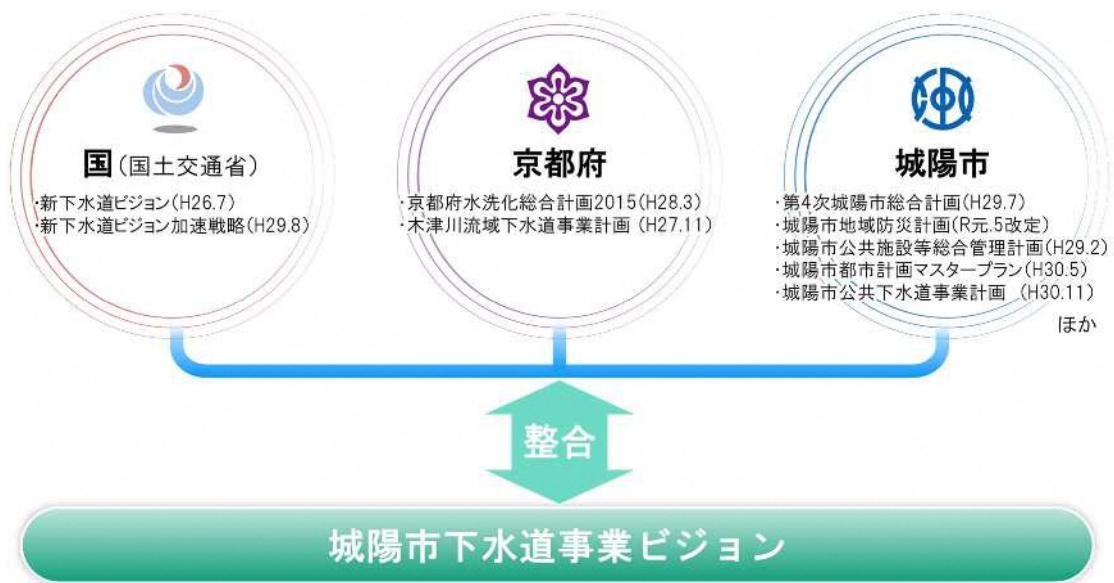 国(国土交通省)
・新下水道ビジョン(H26.7)
・新下水道ビジョン加速戦略(H29.8)
京都府
・京都府水洗化総合計画2015(H28.3)
・木津川流域下水道事業計画 (H27.11)
城陽市
・第4次城陽市総合計画(H29.7)
・城陽市地域防災計画(R元.5改定)
・城陽市公共施設等総合管理計画(H29.2)
・城陽市都市計画マスタープラン(H30.5)
・城陽市公共下水道事業計画 (H30.11)
ほか
整合
城陽市下水道事業ビジョン